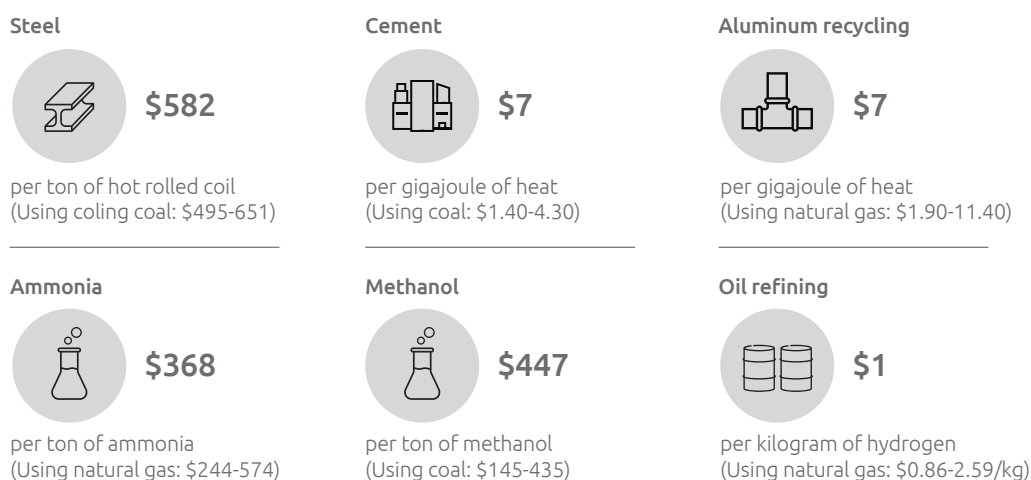 Steel
$582
per ton of hot rolled coil
(Using coling coal: $495-651)
Cement
$7
per gigajoule of heat
(Using coal: $1.40-4.30)
Aluminum recycling
$7
per gigajoule of heat
(Using natural gas: $1.90-11.40)
Ammonia
$368
per ton of ammonia
(Using natural gas: $244-574)
Methanol
$447
per ton of methanol
(Using coal: $145-435)
Oil refining
$1
per kilogram of hydrogen
(Using natural gas: $0.86-2.59/kg)